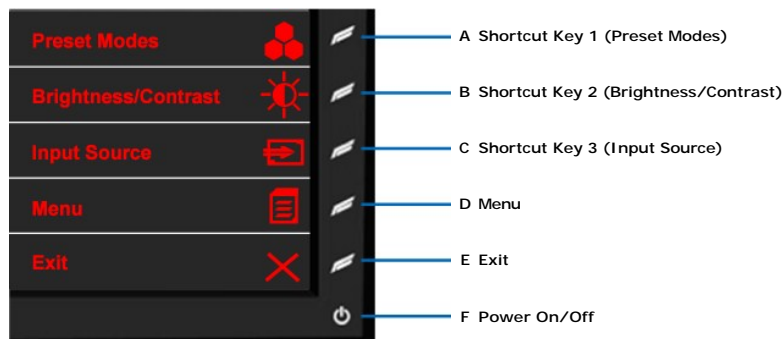 Preset Modes
A Shortcut Key 1 (Preset Modes)
Brightness/Contrast
B Shortcut Key 2 (Brightness/Contrast)
Input Source
C Shortcut Key 3 (Input Source)
Menu
D Menu
Exit
E Exit
F Power On/Off